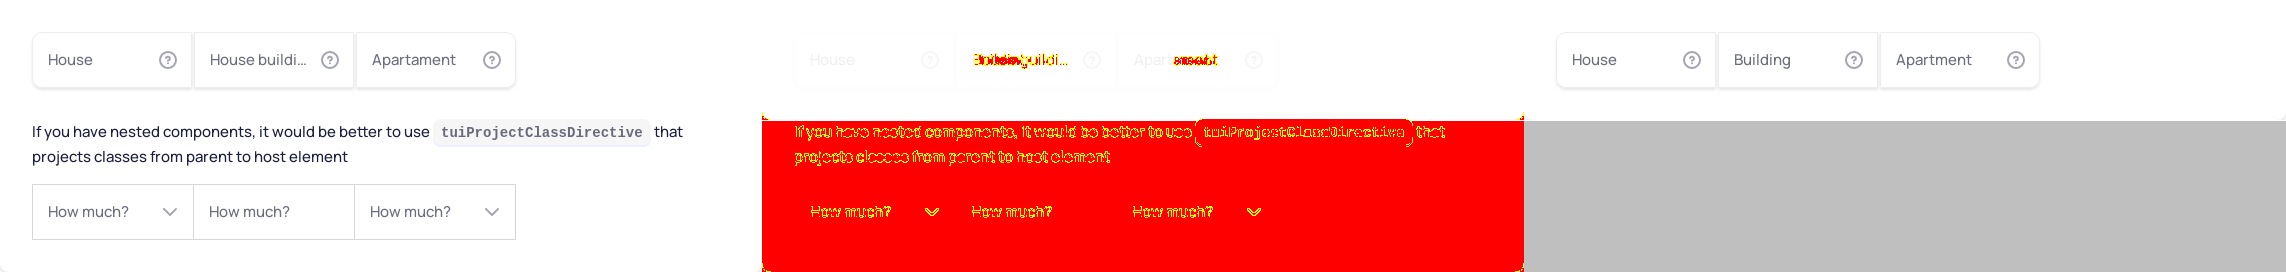 House House buildi... Apartament
If you have nested components, it would be better to use tuiProjectClassDirective that
projects classes from parent to host element
How much? How much? How much?
House
If you have nested components, it would be better to use tuiProjectClassDirective that
projects classes from parent to host element
How much? How much? How much?
House Building Apartment